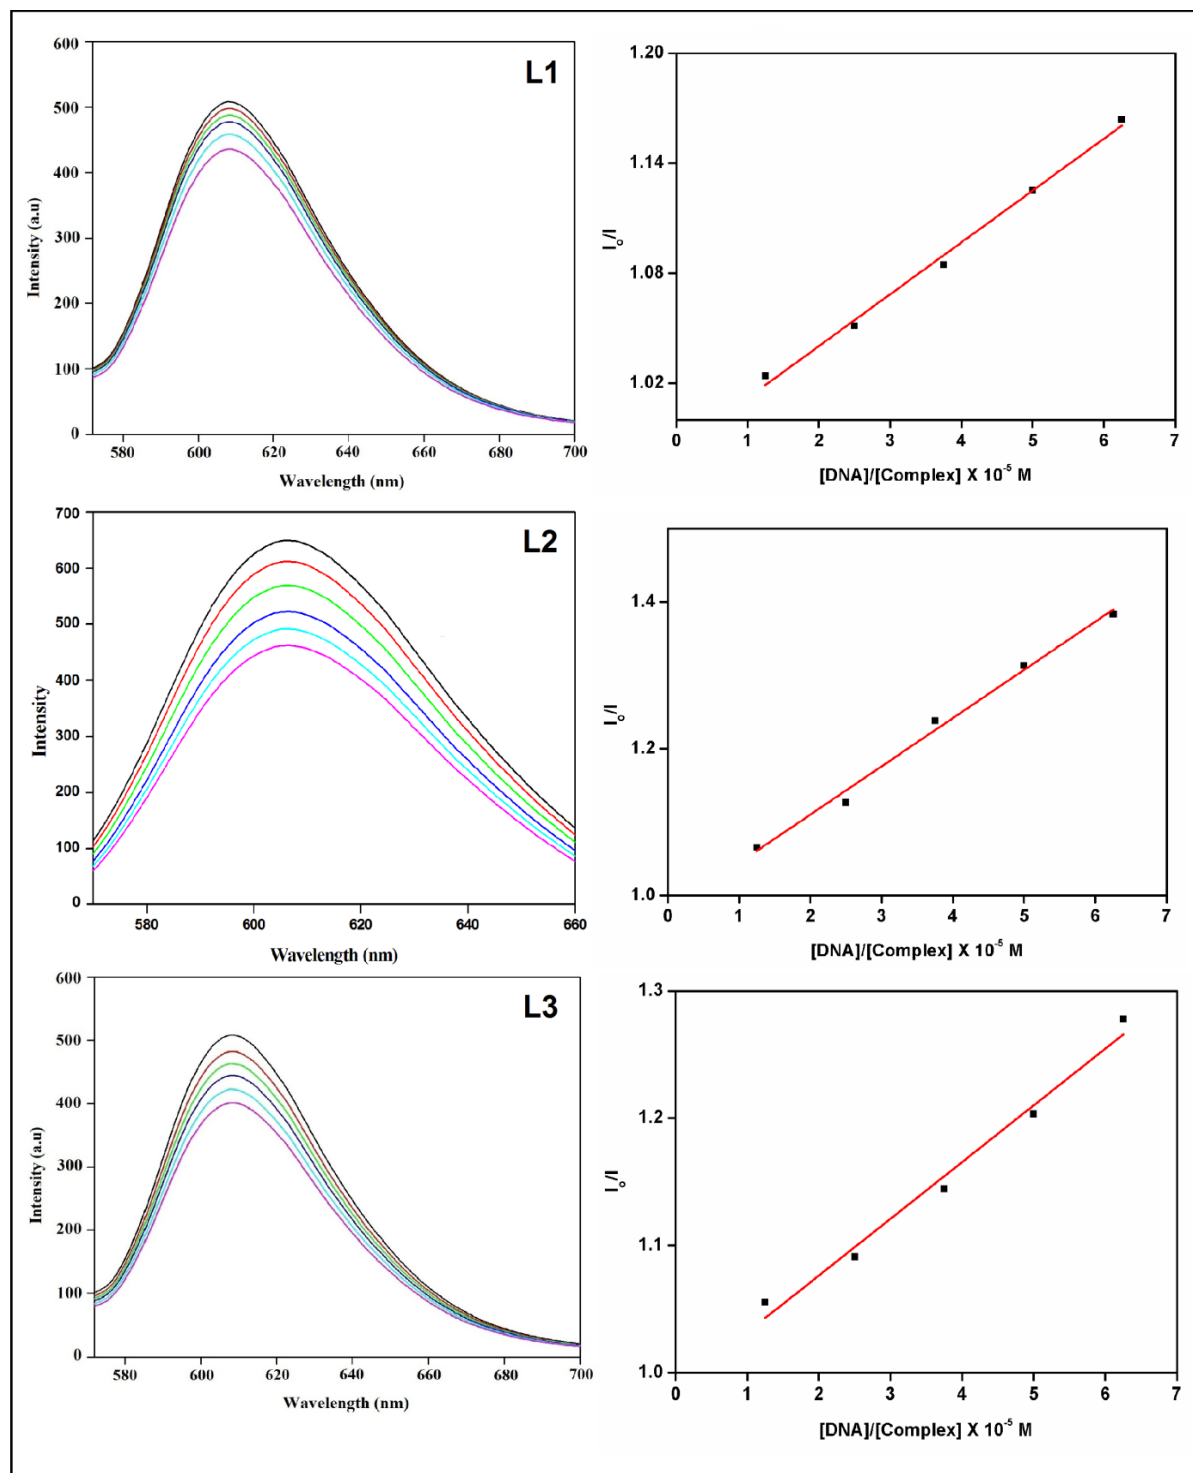 L1
600
500
400
300
200
100
0
Intensity (a.u)
580 600 620 640 660 680 700
Wavelength (nm)
1.20
1.14
1.08
1.02
I₀/I
0 1 2 3 4 5 6 7
[DNA]/[Complex] X 10⁻⁵ M
L2
700
600
500
400
300
200
100
0
Intensity
580 600 620 640 660
Wavelength (nm)
1.4
1.2
1.0
I₀/I
0 1 2 3 4 5 6 7
[DNA]/[Complex] X 10⁻⁵ M
L3
600
500
400
300
200
100
0
Intensity (a.u)
580 600 620 640 660 680 700
Wavelength (nm)
1.3
1.2
1.1
1.0
I₀/I
0 1 2 3 4 5 6 7
[DNA]/[Complex] X 10⁻⁵ M